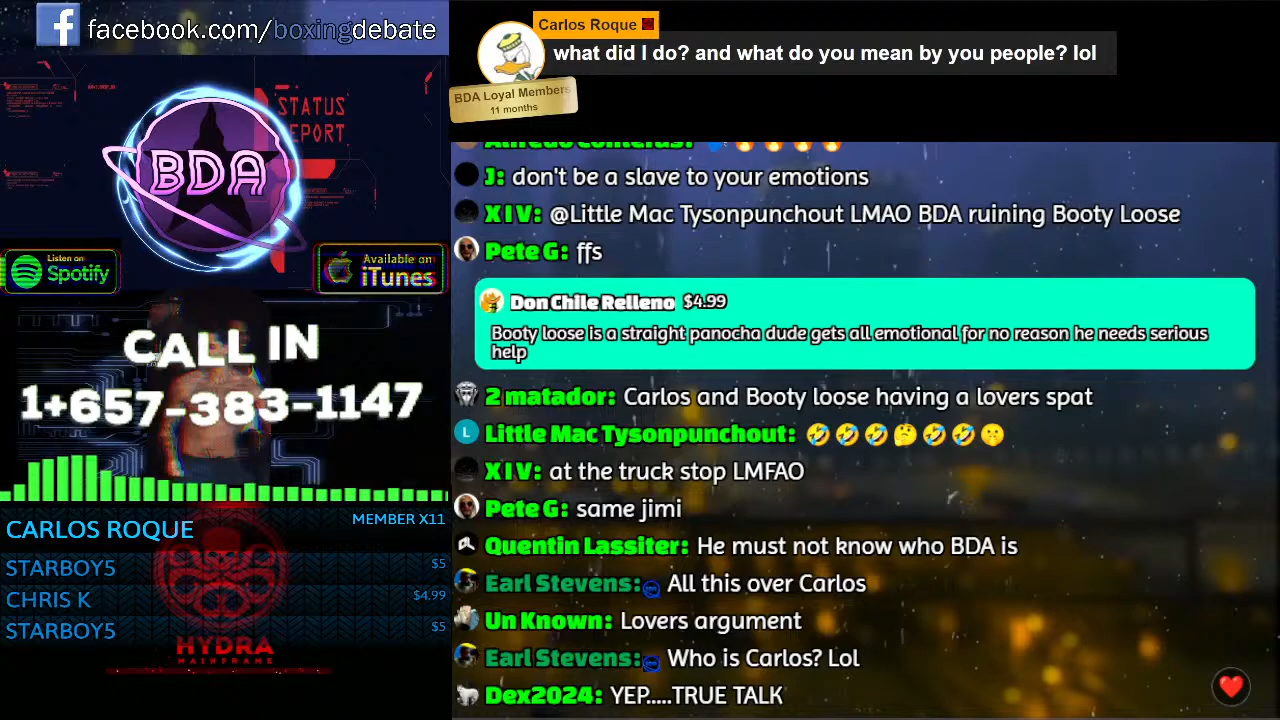 facebook.com/boxingdebate
STATUS
REPORT
BDA
Listen on
Spotify
Available on
iTunes
CALL IN
1+657-383-1147
CARLOS ROQUE
MEMBER X11
STARBOY5
$5
CHRIS K
$4.99
STARBOY5
$5
HYDRA
MAINFRAME
Carlos Roque
what did I do? and what do you mean by you people? lol
BDA Loyal Members
11 months
Alfredo
J: don't be a slave to your emotions
X I V: @Little Mac Tysonpunchout LMAO BDA ruining Booty Loose
Pete G: ffs
Don Chile Relleno $4.99
Booty loose is a straight panocha dude gets all emotional for no reason he needs serious
help
2 matador: Carlos and Booty loose having a lovers spat
L Little Mac Tysonpunchout: 🤣🤣🤣🤔🤣🤣🤫
X I V: at the truck stop LMFAO
Pete G: same jimi
Quentin Lassiter: He must not know who BDA is
Earl Stevens: All this over Carlos
Un Known: Lovers argument
Earl Stevens: Who is Carlos? Lol
Dex2024: YEP.....TRUE TALK